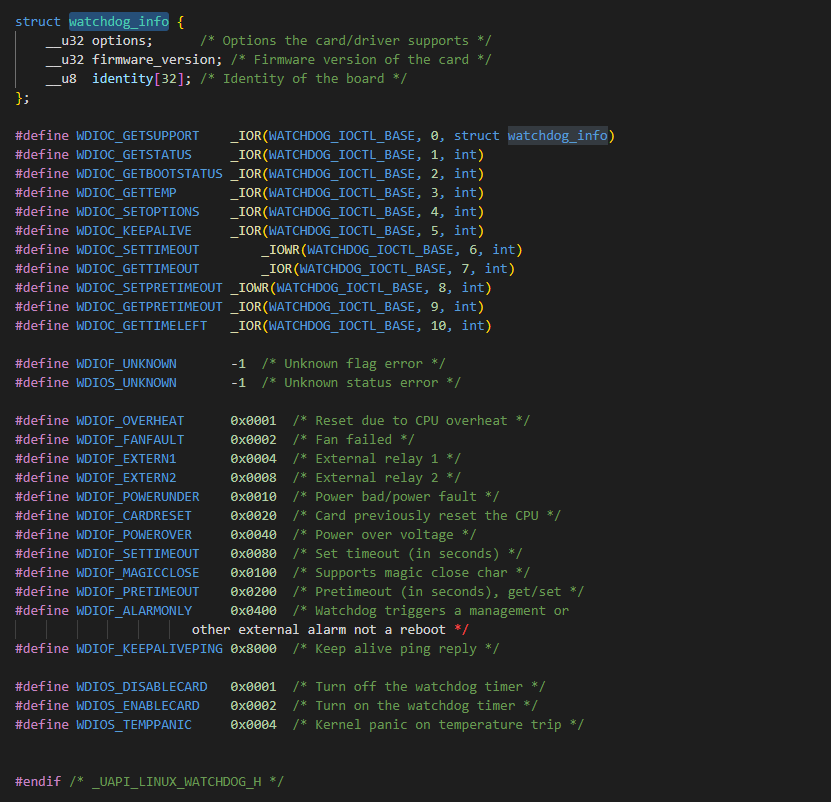 struct watchdog_info {
    __u32 options;      /* Options the card/driver supports */
    __u32 firmware_version; /* Firmware version of the card */
    __u8  identity[32]; /* Identity of the board */
};

#define WDIOC_GETSUPPORT    _IOR(WATCHDOG_IOCTL_BASE, 0, struct watchdog_info)
#define WDIOC_GETSTATUS     _IOR(WATCHDOG_IOCTL_BASE, 1, int)
#define WDIOC_GETBOOTSTATUS _IOR(WATCHDOG_IOCTL_BASE, 2, int)
#define WDIOC_GETTEMP       _IOR(WATCHDOG_IOCTL_BASE, 3, int)
#define WDIOC_SETOPTIONS    _IOR(WATCHDOG_IOCTL_BASE, 4, int)
#define WDIOC_KEEPALIVE     _IOR(WATCHDOG_IOCTL_BASE, 5, int)
#define WDIOC_SETTIMEOUT        _IOWR(WATCHDOG_IOCTL_BASE, 6, int)
#define WDIOC_GETTIMEOUT        _IOR(WATCHDOG_IOCTL_BASE, 7, int)
#define WDIOC_SETPRETIMEOUT _IOWR(WATCHDOG_IOCTL_BASE, 8, int)
#define WDIOC_GETPRETIMEOUT _IOR(WATCHDOG_IOCTL_BASE, 9, int)
#define WDIOC_GETTIMELEFT   _IOR(WATCHDOG_IOCTL_BASE, 10, int)

#define WDIOF_UNKNOWN       -1  /* Unknown flag error */
#define WDIOS_UNKNOWN       -1  /* Unknown status error */

#define WDIOF_OVERHEAT      0x0001  /* Reset due to CPU overheat */
#define WDIOF_FANFAULT      0x0002  /* Fan failed */
#define WDIOF_EXTERN1       0x0004  /* External relay 1 */
#define WDIOF_EXTERN2       0x0008  /* External relay 2 */
#define WDIOF_POWERUNDER    0x0010  /* Power bad/power fault */
#define WDIOF_CARDRESET     0x0020  /* Card previously reset the CPU */
#define WDIOF_POWEROVER     0x0040  /* Power over voltage */
#define WDIOF_SETTIMEOUT    0x0080  /* Set timeout (in seconds) */
#define WDIOF_MAGICCLOSE    0x0100  /* Supports magic close char */
#define WDIOF_PRETIMEOUT    0x0200  /* Pretimeout (in seconds), get/set */
#define WDIOF_ALARMONLY     0x0400  /* Watchdog triggers a management or
                       other external alarm not a reboot */
#define WDIOF_KEEPALIVEPING 0x8000  /* Keep alive ping reply */

#define WDIOS_DISABLECARD   0x0001  /* Turn off the watchdog timer */
#define WDIOS_ENABLECARD    0x0002  /* Turn on the watchdog timer */
#define WDIOS_TEMPPANIC     0x0004  /* Kernel panic on temperature trip */


#endif /* _UAPI_LINUX_WATCHDOG_H */